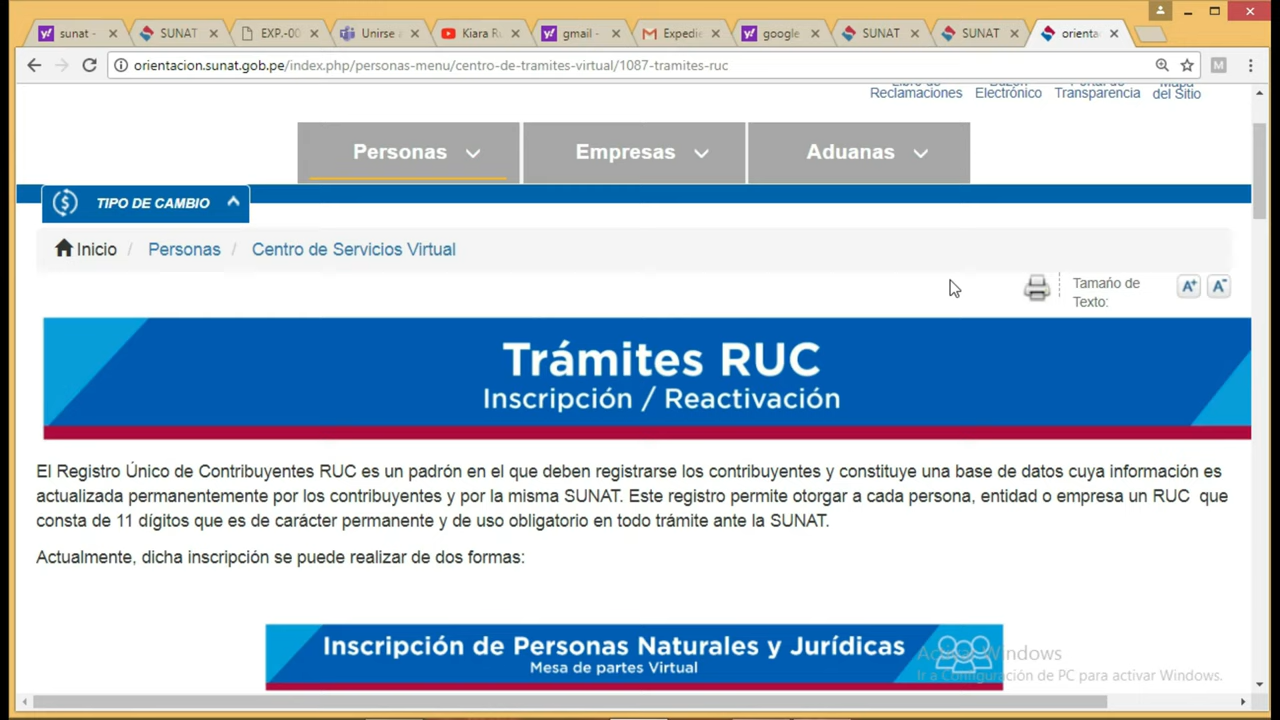 sunat -
SUNAT
EXP.-00
Unirse
Kiara R
gmail -
Expedie
google
SUNAT
SUNAT
orienta
orientacion.sunat.gob.pe/index.php/personas-menu/centro-de-tramites-virtual/1087-tramites-ruc
M
Reclamaciones
Electrónico
Transparencia
del Sitio
Personas
Empresas
Aduanas
TIPO DE CAMBIO
Inicio / Personas / Centro de Servicios Virtual
Tamaño de
Texto:
A+ A-
Trámites RUC
Inscripción / Reactivación
El Registro Único de Contribuyentes RUC es un padrón en el que deben registrarse los contribuyentes y constituye una base de datos cuya información es
actualizada permanentemente por los contribuyentes y por la misma SUNAT. Este registro permite otorgar a cada persona, entidad o empresa un RUC que
consta de 11 dígitos que es de carácter permanente y de uso obligatorio en todo trámite ante la SUNAT.
Actualmente, dicha inscripción se puede realizar de dos formas:
Inscripción de Personas Naturales y Jurídicas
Mesa de partes Virtual
Activar Windows
Ir a Configuración de PC para activar Windows.